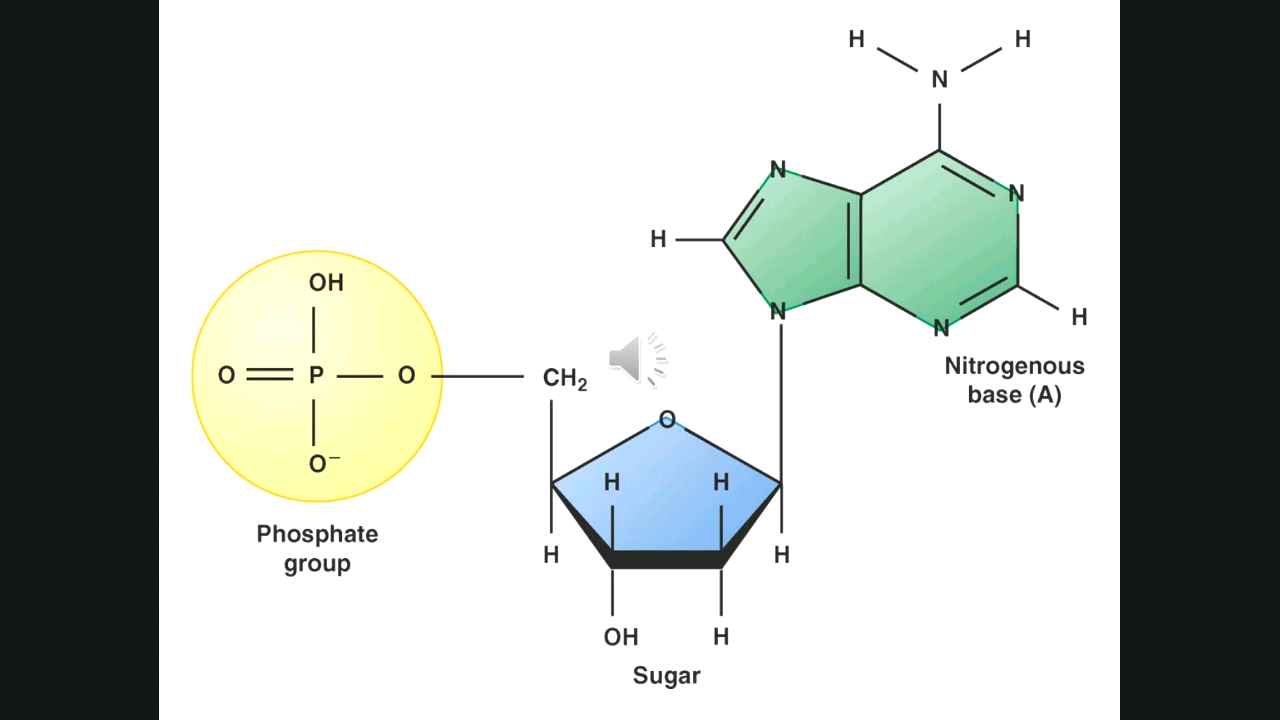 H H
N
N
N
H
OH
N
H
N
Nitrogenous
base (A)
O P O CH₂
O
O⁻
H H
Phosphate
group
H H
OH H
Sugar